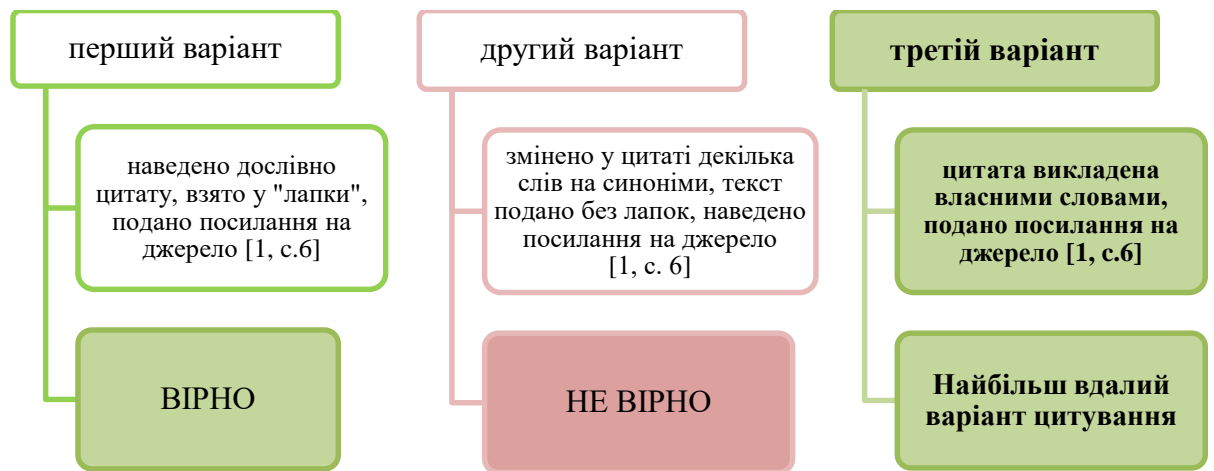 перший варіант
наведено дослівно
цитату, взято у "лапки",
подано посилання на
джерело [1, с.6]
ВІРНО
другий варіант
змінено у цитаті декілька
слів на синоніми, текст
подано без лапок, наведено
посилання на джерело
[1, с. 6]
НЕ ВІРНО
третій варіант
цитата викладена
власними словами,
подано посилання на
джерело [1, с.6]
Найбільш вдалий
варіант цитування